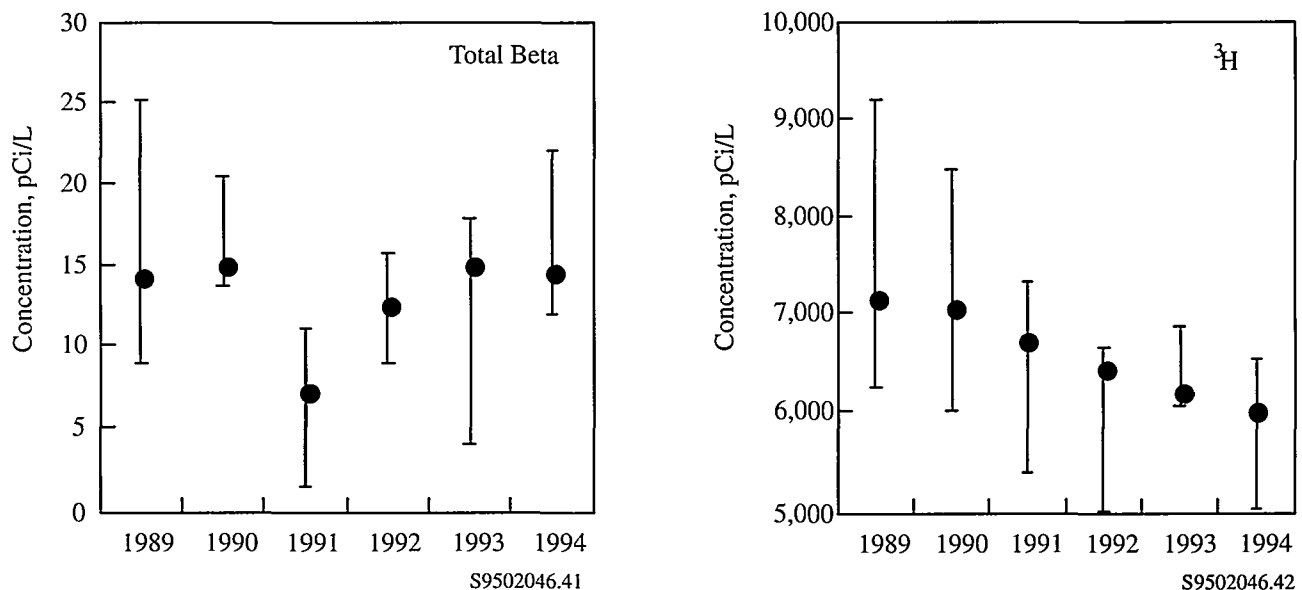 Total Beta
Concentration, pCi/L
30
25
20
15
10
5
0
1989 1990 1991 1992 1993 1994
S9502046.41
³H
Concentration, pCi/L
10,000
9,000
8,000
7,000
6,000
5,000
1989 1990 1991 1992 1993 1994
S9502046.42